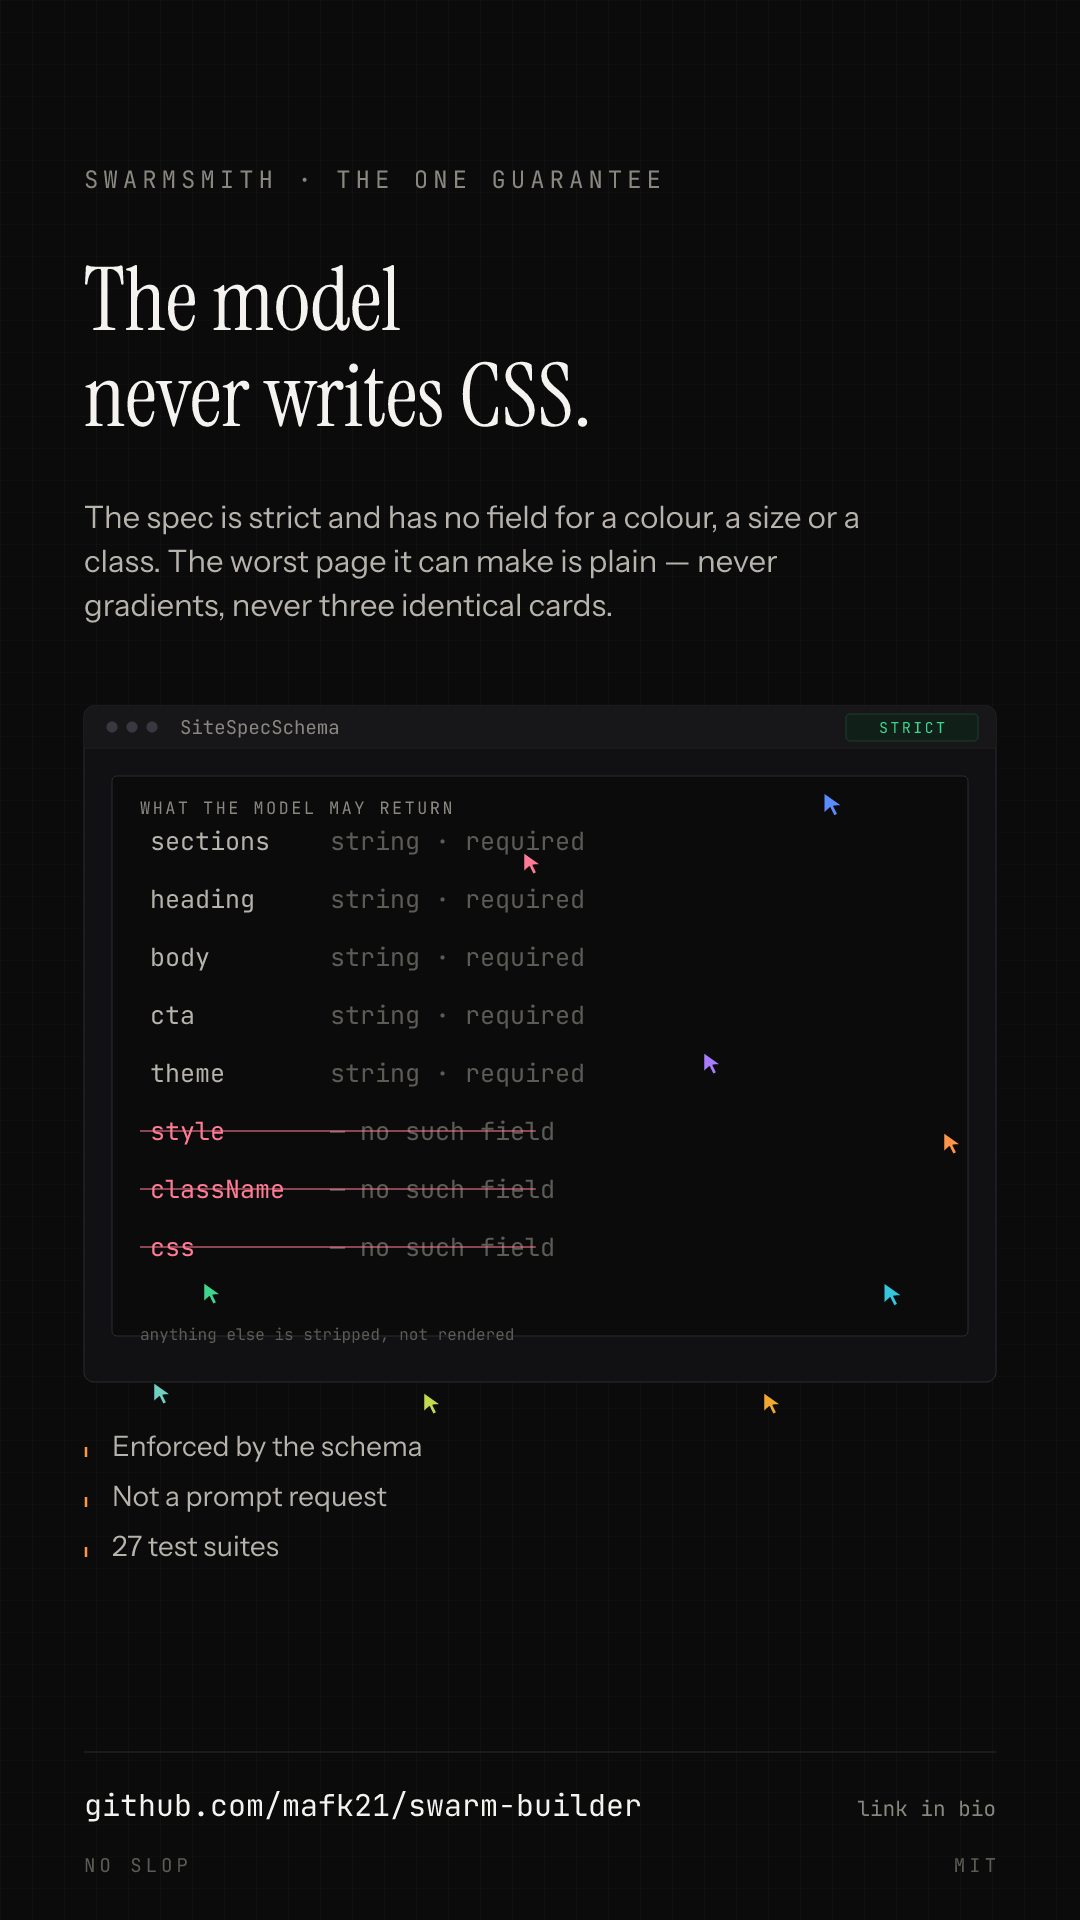 SWARMSMITH · THE ONE GUARANTEE
The model
never writes CSS.
The spec is strict and has no field for a colour, a size or a
class. The worst page it can make is plain — never
gradients, never three identical cards.
SiteSpecSchema
STRICT
WHAT THE MODEL MAY RETURN
sections string · required
heading string · required
body string · required
cta string · required
theme string · required
style — no such field
className — no such field
css — no such field
anything else is stripped, not rendered
Enforced by the schema
Not a prompt request
27 test suites
github.com/mafk21/swarm-builder
link in bio
NO SLOP
MIT